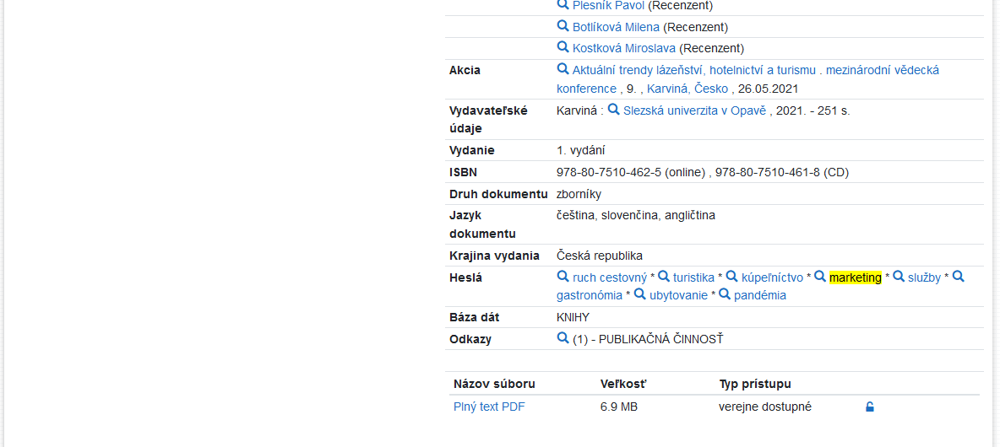 Plesník Pavol (Recenzent)
Botlíková Milena (Recenzent)
Kostková Miroslava (Recenzent)
Akcia Aktuální trendy lázeňství, hotelnictví a turismu . mezinárodní vědecká
konference , 9. , Karviná, Česko , 26.05.2021
Vydavateľské Karviná : Slezská univerzita v Opavě , 2021. - 251 s.
údaje
Vydanie 1. vydání
ISBN 978-80-7510-462-5 (online) , 978-80-7510-461-8 (CD)
Druh dokumentu zborníky
Jazyk čeština, slovenčina, angličtina
dokumentu
Krajina vydania Česká republika
Heslá ruch cestovný * turistika * kúpeľníctvo * marketing * služby *
gastronómia * ubytovanie * pandémia
Báza dát KNIHY
Odkazy (1) - PUBLIKAČNÁ ČINNOSŤ
Názov súboru Veľkosť Typ prístupu
Plný text PDF 6.9 MB verejne dostupné